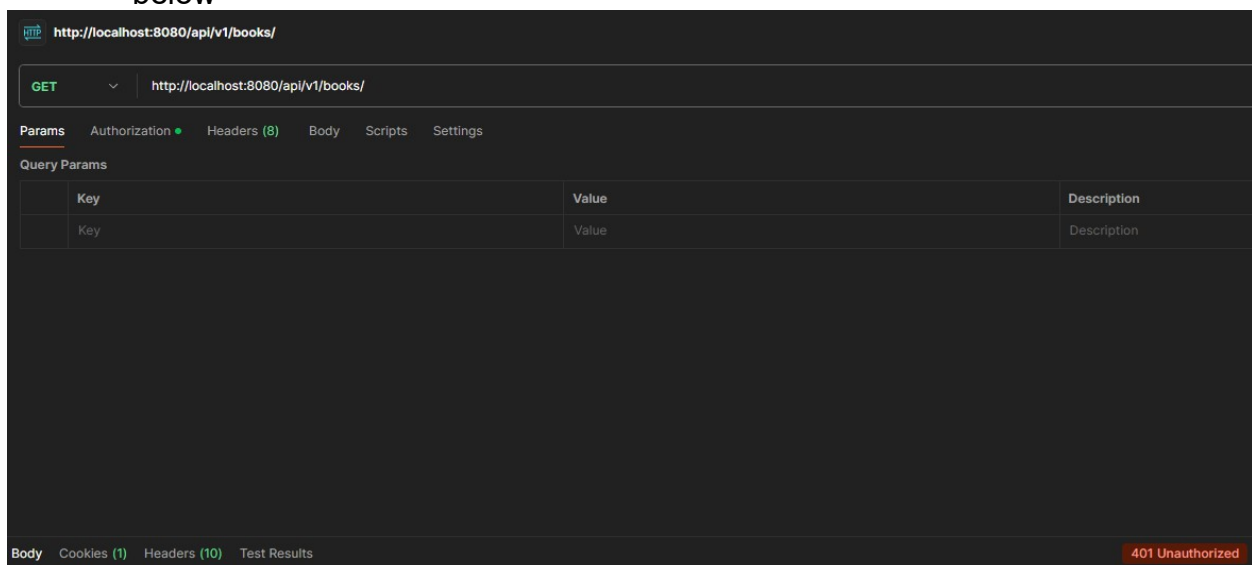 below
HTTP http://localhost:8080/api/v1/books/
GET http://localhost:8080/api/v1/books/
Params Authorization Headers (8) Body Scripts Settings
Query Params
Key Value Description
Key Value Description
Body Cookies (1) Headers (10) Test Results 401 Unauthorized